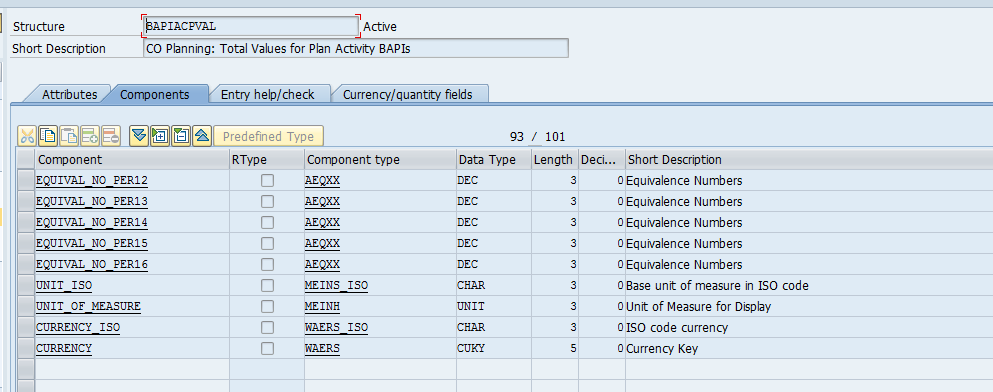 Structure BAPIACPVAL Active
Short Description CO Planning: Total Values for Plan Activity BAPIs
Attributes Components Entry help/check Currency/quantity fields
Predefined Type 93 / 101
Component RType Component type Data Type Length Deci... Short Description
EQUIVAL_NO_PER12 AEQXX DEC 3 0 Equivalence Numbers
EQUIVAL_NO_PER13 AEQXX DEC 3 0 Equivalence Numbers
EQUIVAL_NO_PER14 AEQXX DEC 3 0 Equivalence Numbers
EQUIVAL_NO_PER15 AEQXX DEC 3 0 Equivalence Numbers
EQUIVAL_NO_PER16 AEQXX DEC 3 0 Equivalence Numbers
UNIT_ISO MEINS_ISO CHAR 3 0 Base unit of measure in ISO code
UNIT_OF_MEASURE MEINH UNIT 3 0 Unit of Measure for Display
CURRENCY_ISO WAERS_ISO CHAR 3 0 ISO code currency
CURRENCY WAERS CUKY 5 0 Currency Key